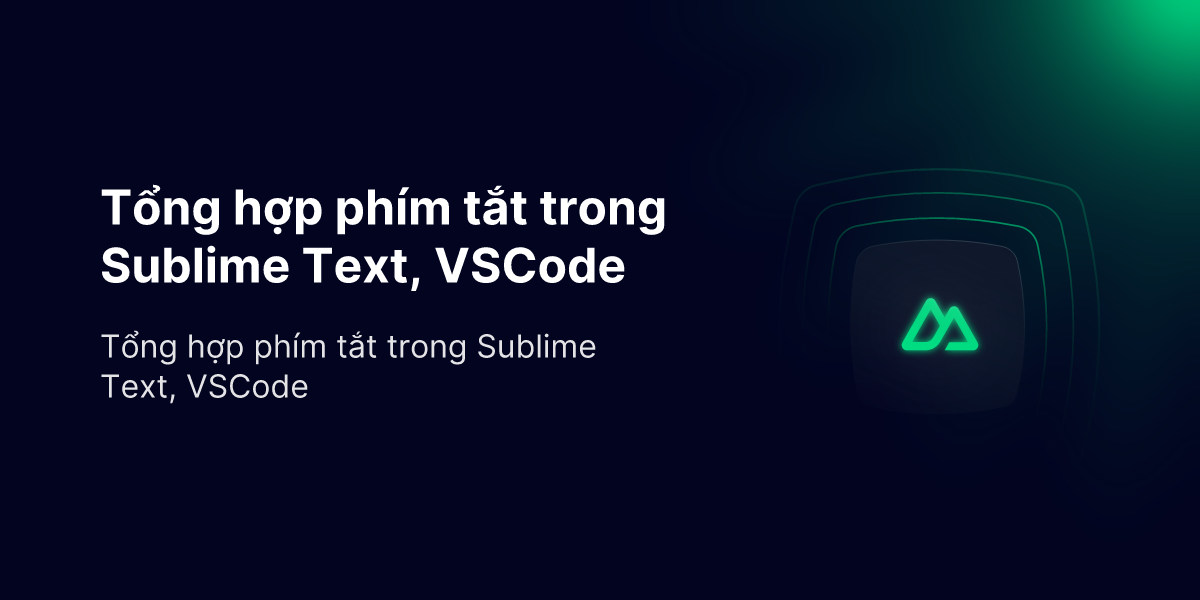 Tổng hợp phím tắt trong
Sublime Text, VSCode
Tổng hợp phím tắt trong Sublime
Text, VSCode